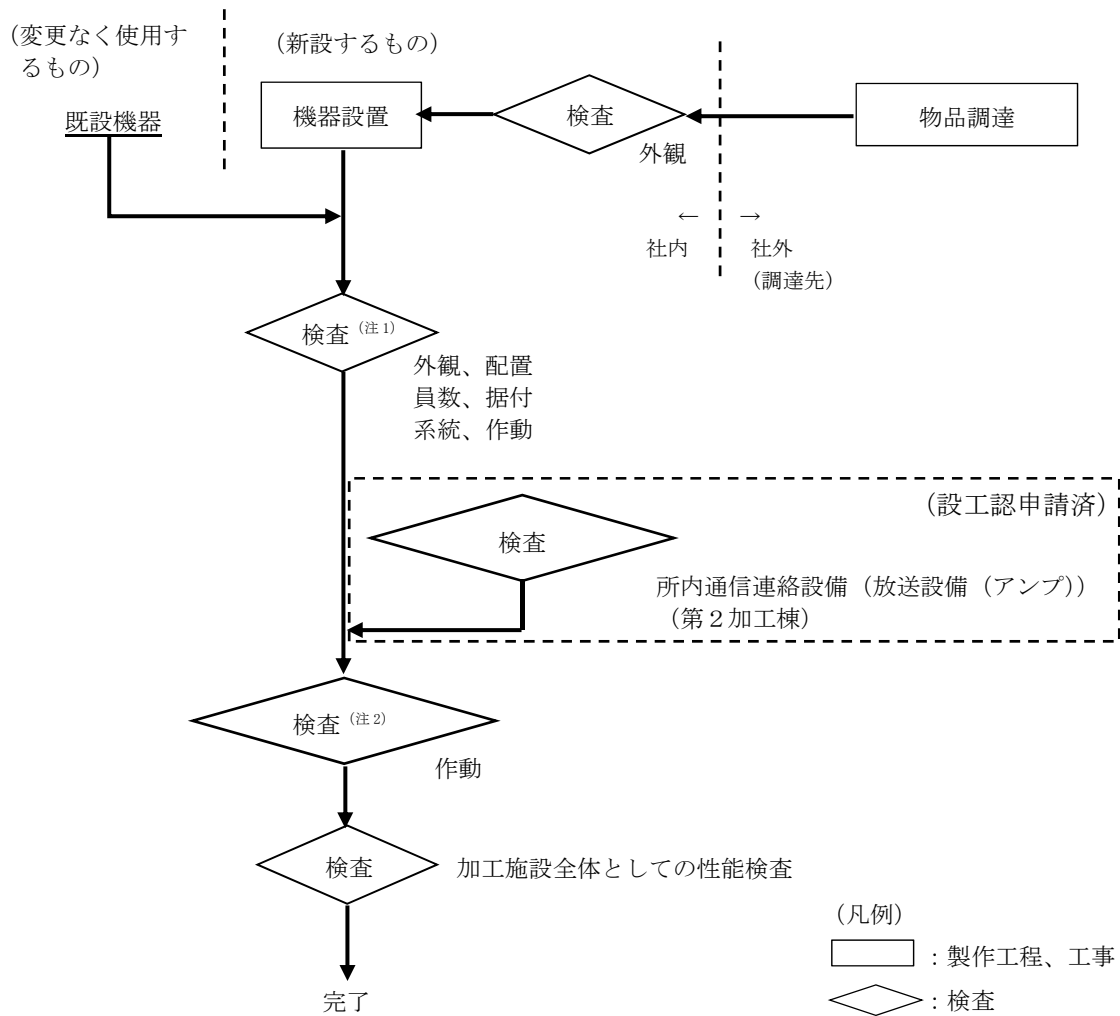 (変更なく使用す
るもの)
(新設するもの)
既設機器
機器設置
検査
外観
物品調達
← →
社内 社外
(調達先)
検査(注1)
外観、配置
員数、据付
系統、作動
(設工認申請済)
検査
所内通信連絡設備(放送設備(アンプ))
(第2加工棟)
検査(注2)
作動
検査
加工施設全体としての性能検査
完了
(凡例)
:製作工程、工事
:検査